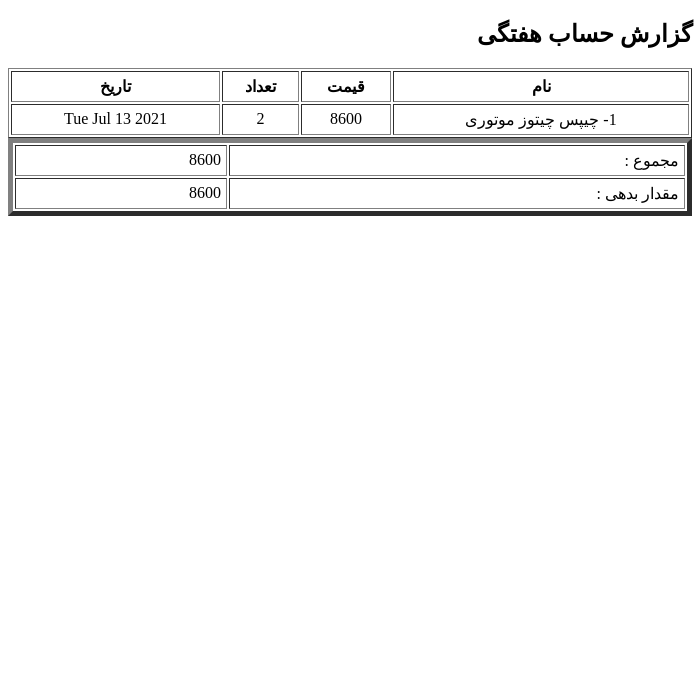 گزارش حساب هفتگی
نام قیمت تعداد تاریخ
1- چیپس چیتوز موتوری 8600 2 Tue Jul 13 2021
مجموع : 8600
مقدار بدهی : 8600